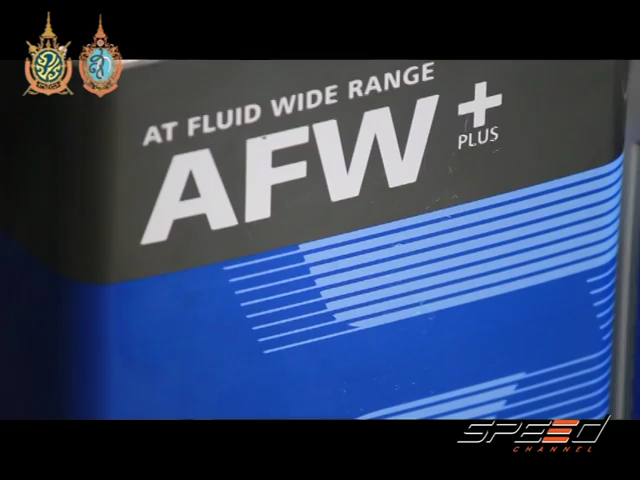 AT FLUID WIDE RANGE
AFW+
PLUS
SPEED
CHANNEL